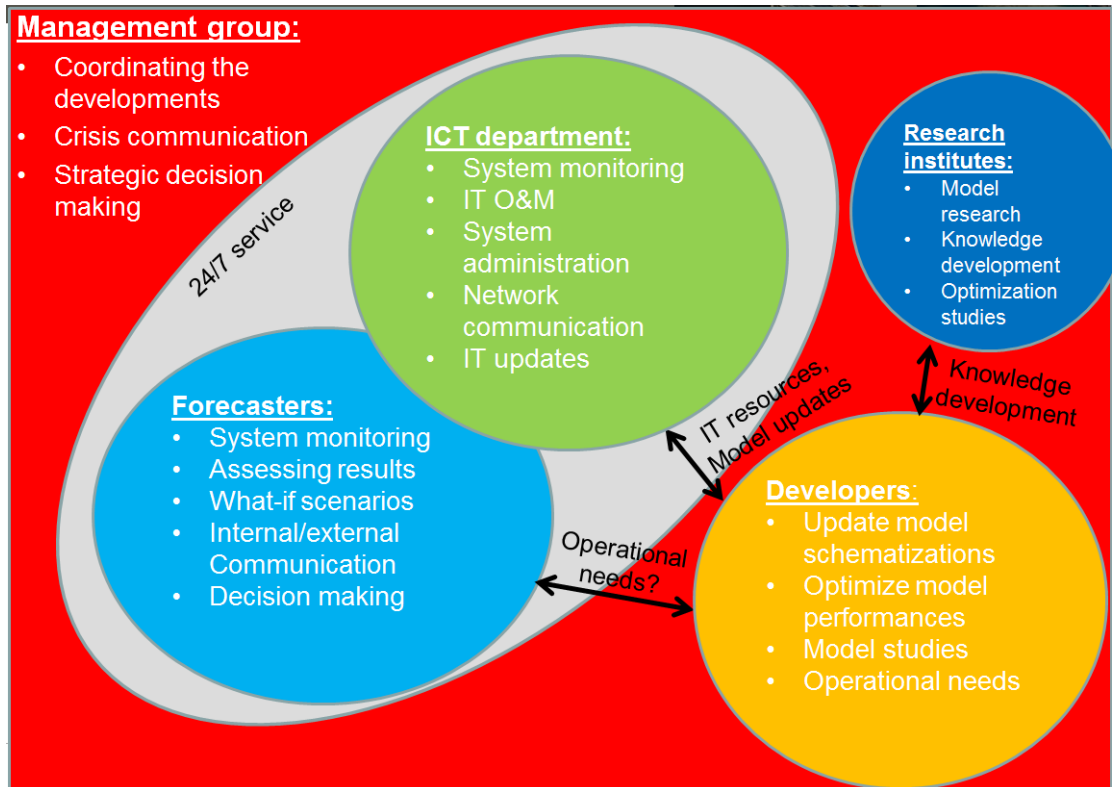 Management group:
• Coordinating the
developments
• Crisis communication
• Strategic decision
making
24/7 service
ICT department:
• System monitoring
• IT O&M
• System
administration
• Network
communication
• IT updates
Research
institutes:
• Model
research
• Knowledge
development
• Optimization
studies
Forecasters:
• System monitoring
• Assessing results
• What-if scenarios
• Internal/external
Communication
• Decision making
IT resources,
Model updates
Knowledge
development
Operational
needs?
Developers:
• Update model
schematizations
• Optimize model
performances
• Model studies
• Operational needs